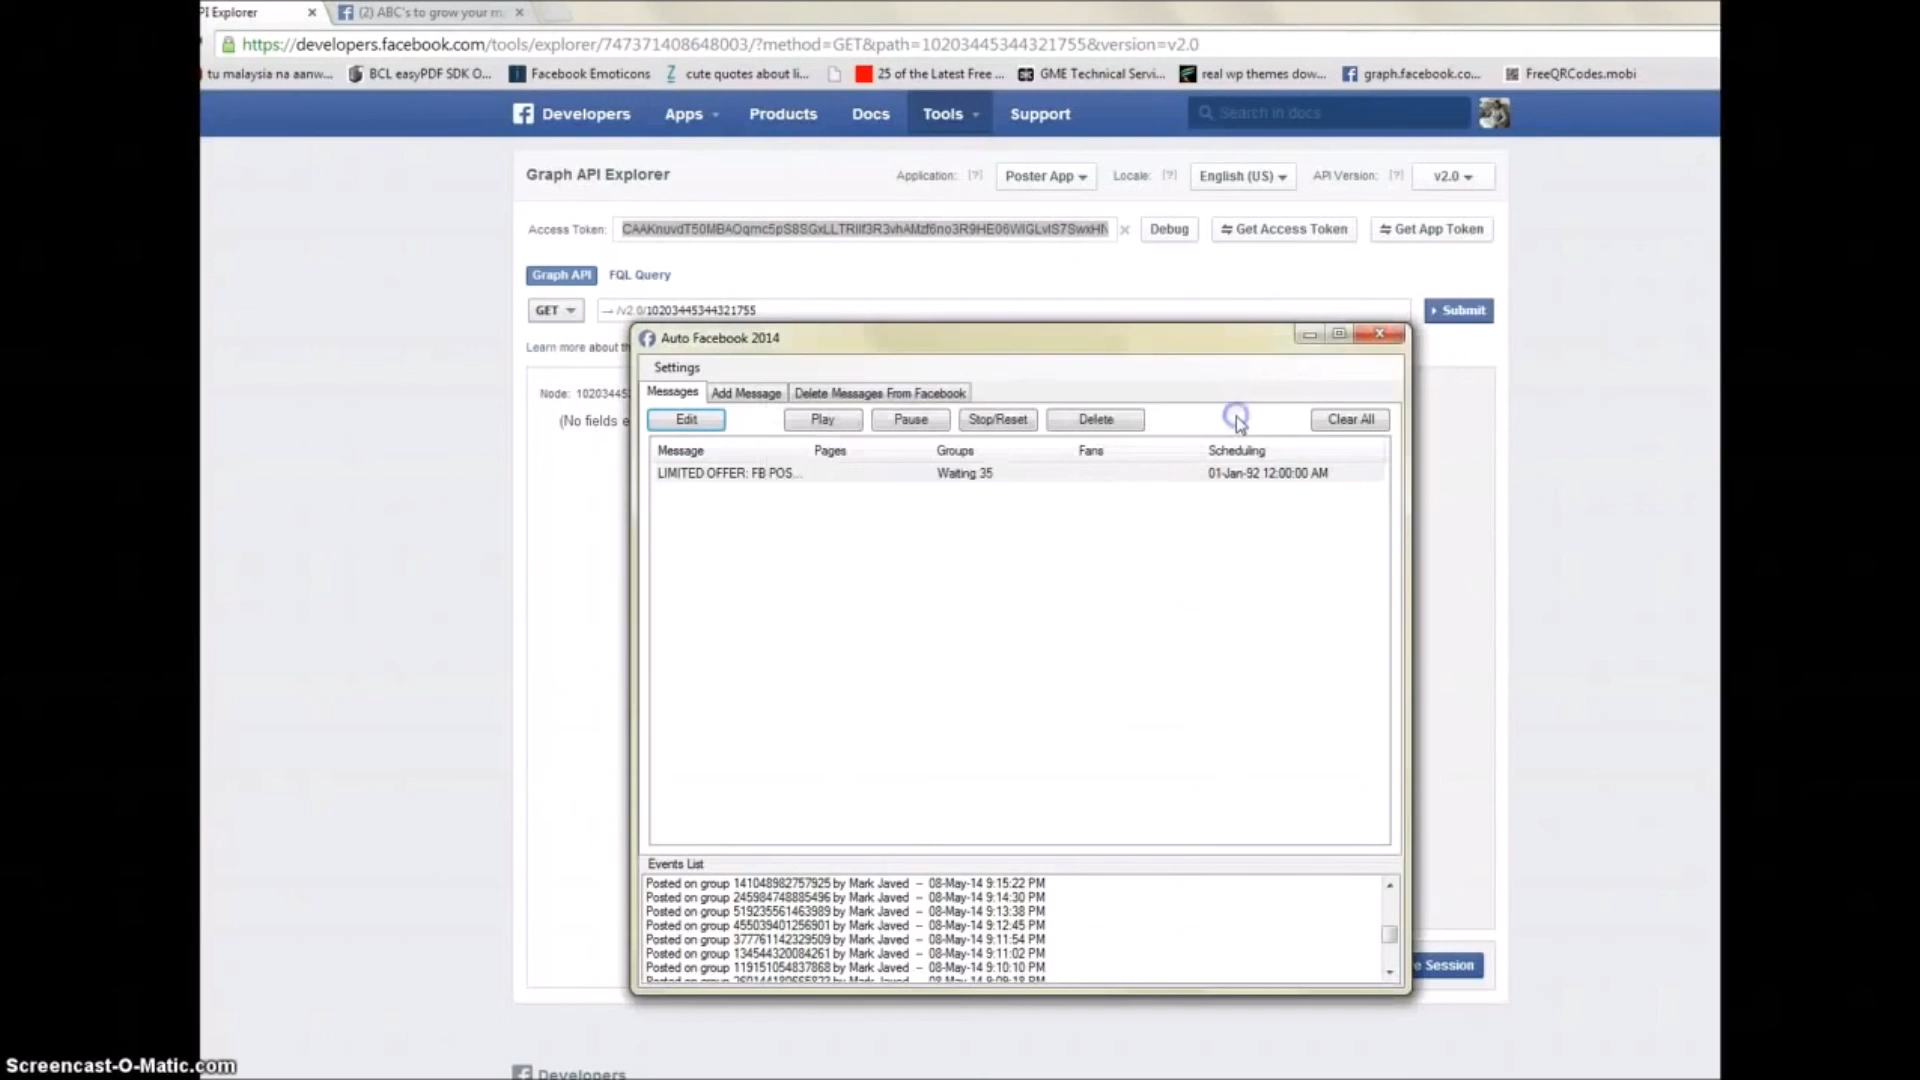 PI Explorer
(2) ABC's to grow your m
https://developers.facebook.com/tools/explorer/747371408648003/?method=GET&path=10203445344321755&version=v2.0
tu malaysia na aanw... BCL easyPDF SDK O... Facebook Emoticons cute quotes about li... 25 of the Latest Free ... GME Technical Servi... real wp themes dow... graph.facebook.co... FreeQRCodes.mobi
Developers Apps Products Docs Tools Support Search in docs
Graph API Explorer Application: [?] Poster App Locale: [?] English (US) API Version: [?] v2.0
Access Token: Debug Get Access Token Get App Token
Graph API FQL Query
GET → /v2.0/10203445344321755 Submit
Learn more about th
Node: 10203445
(No fields e
Auto Facebook 2014
Settings
Messages Add Message Delete Messages From Facebook
Edit Play Pause Stop/Reset Delete Clear All
Message Pages Groups Fans Scheduling
LIMITED OFFER: FB POS... Waiting 35 01-Jan-92 12:00:00 AM
Events List
Posted on group 141048982757925 by Mark Javed -- 08-May-14 9:15:22 PM
Posted on group 245984748885496 by Mark Javed -- 08-May-14 9:14:30 PM
Posted on group 519235561463989 by Mark Javed -- 08-May-14 9:13:38 PM
Posted on group 455039401256901 by Mark Javed -- 08-May-14 9:12:45 PM
Posted on group 377761142329509 by Mark Javed -- 08-May-14 9:11:54 PM
Posted on group 134544320084261 by Mark Javed -- 08-May-14 9:11:02 PM
Posted on group 119151054837868 by Mark Javed -- 08-May-14 9:10:10 PM
e Session
Screencast-O-Matic.com
Developers